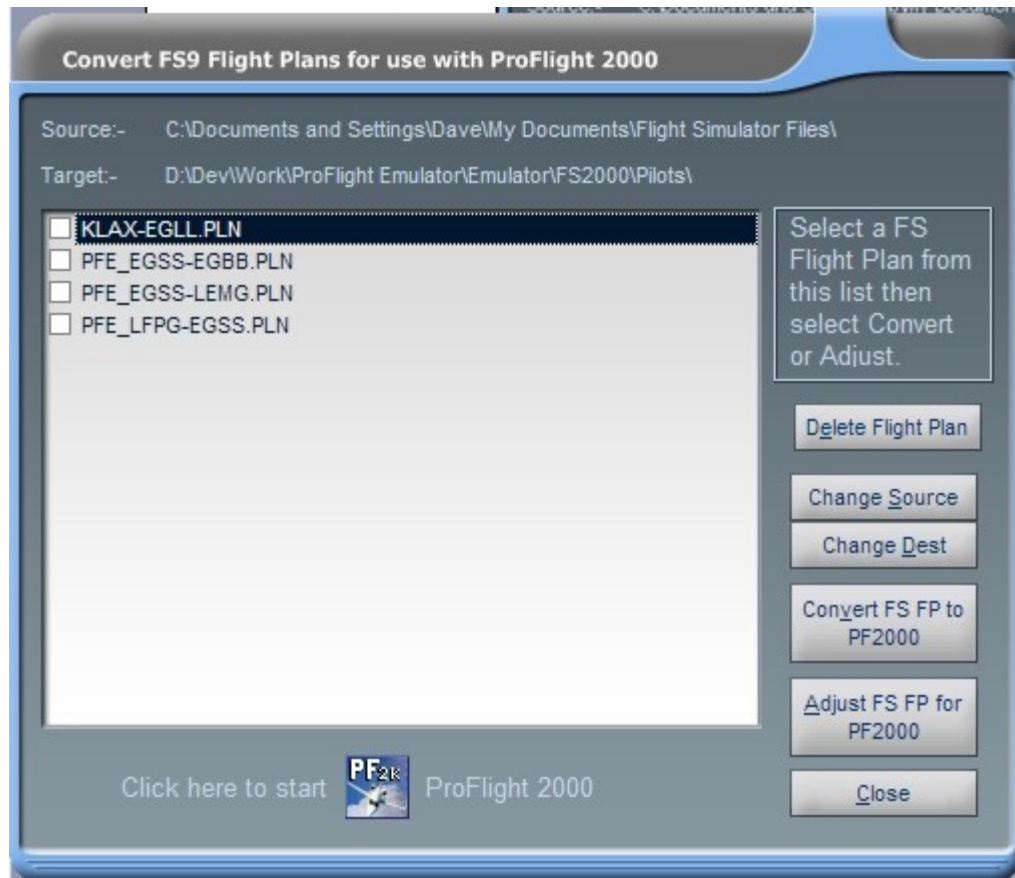 Convert FS9 Flight Plans for use with ProFlight 2000
Source:- C:\Documents and Settings\Dave\My Documents\Flight Simulator Files\
Target:- D:\Dev\Work\ProFlight Emulator\Emulator\FS2000\Pilots\
KLAX-EGLL.PLN
PFE_EGSS-EGBB.PLN
PFE_EGSS-LEMG.PLN
PFE_LFPG-EGSS.PLN
Select a FS
Flight Plan from
this list then
select Convert
or Adjust.
Delete Flight Plan
Change Source
Change Dest
Convert FS FP to
PF2000
Adjust FS FP for
PF2000
Close
Click here to start PF2K ProFlight 2000